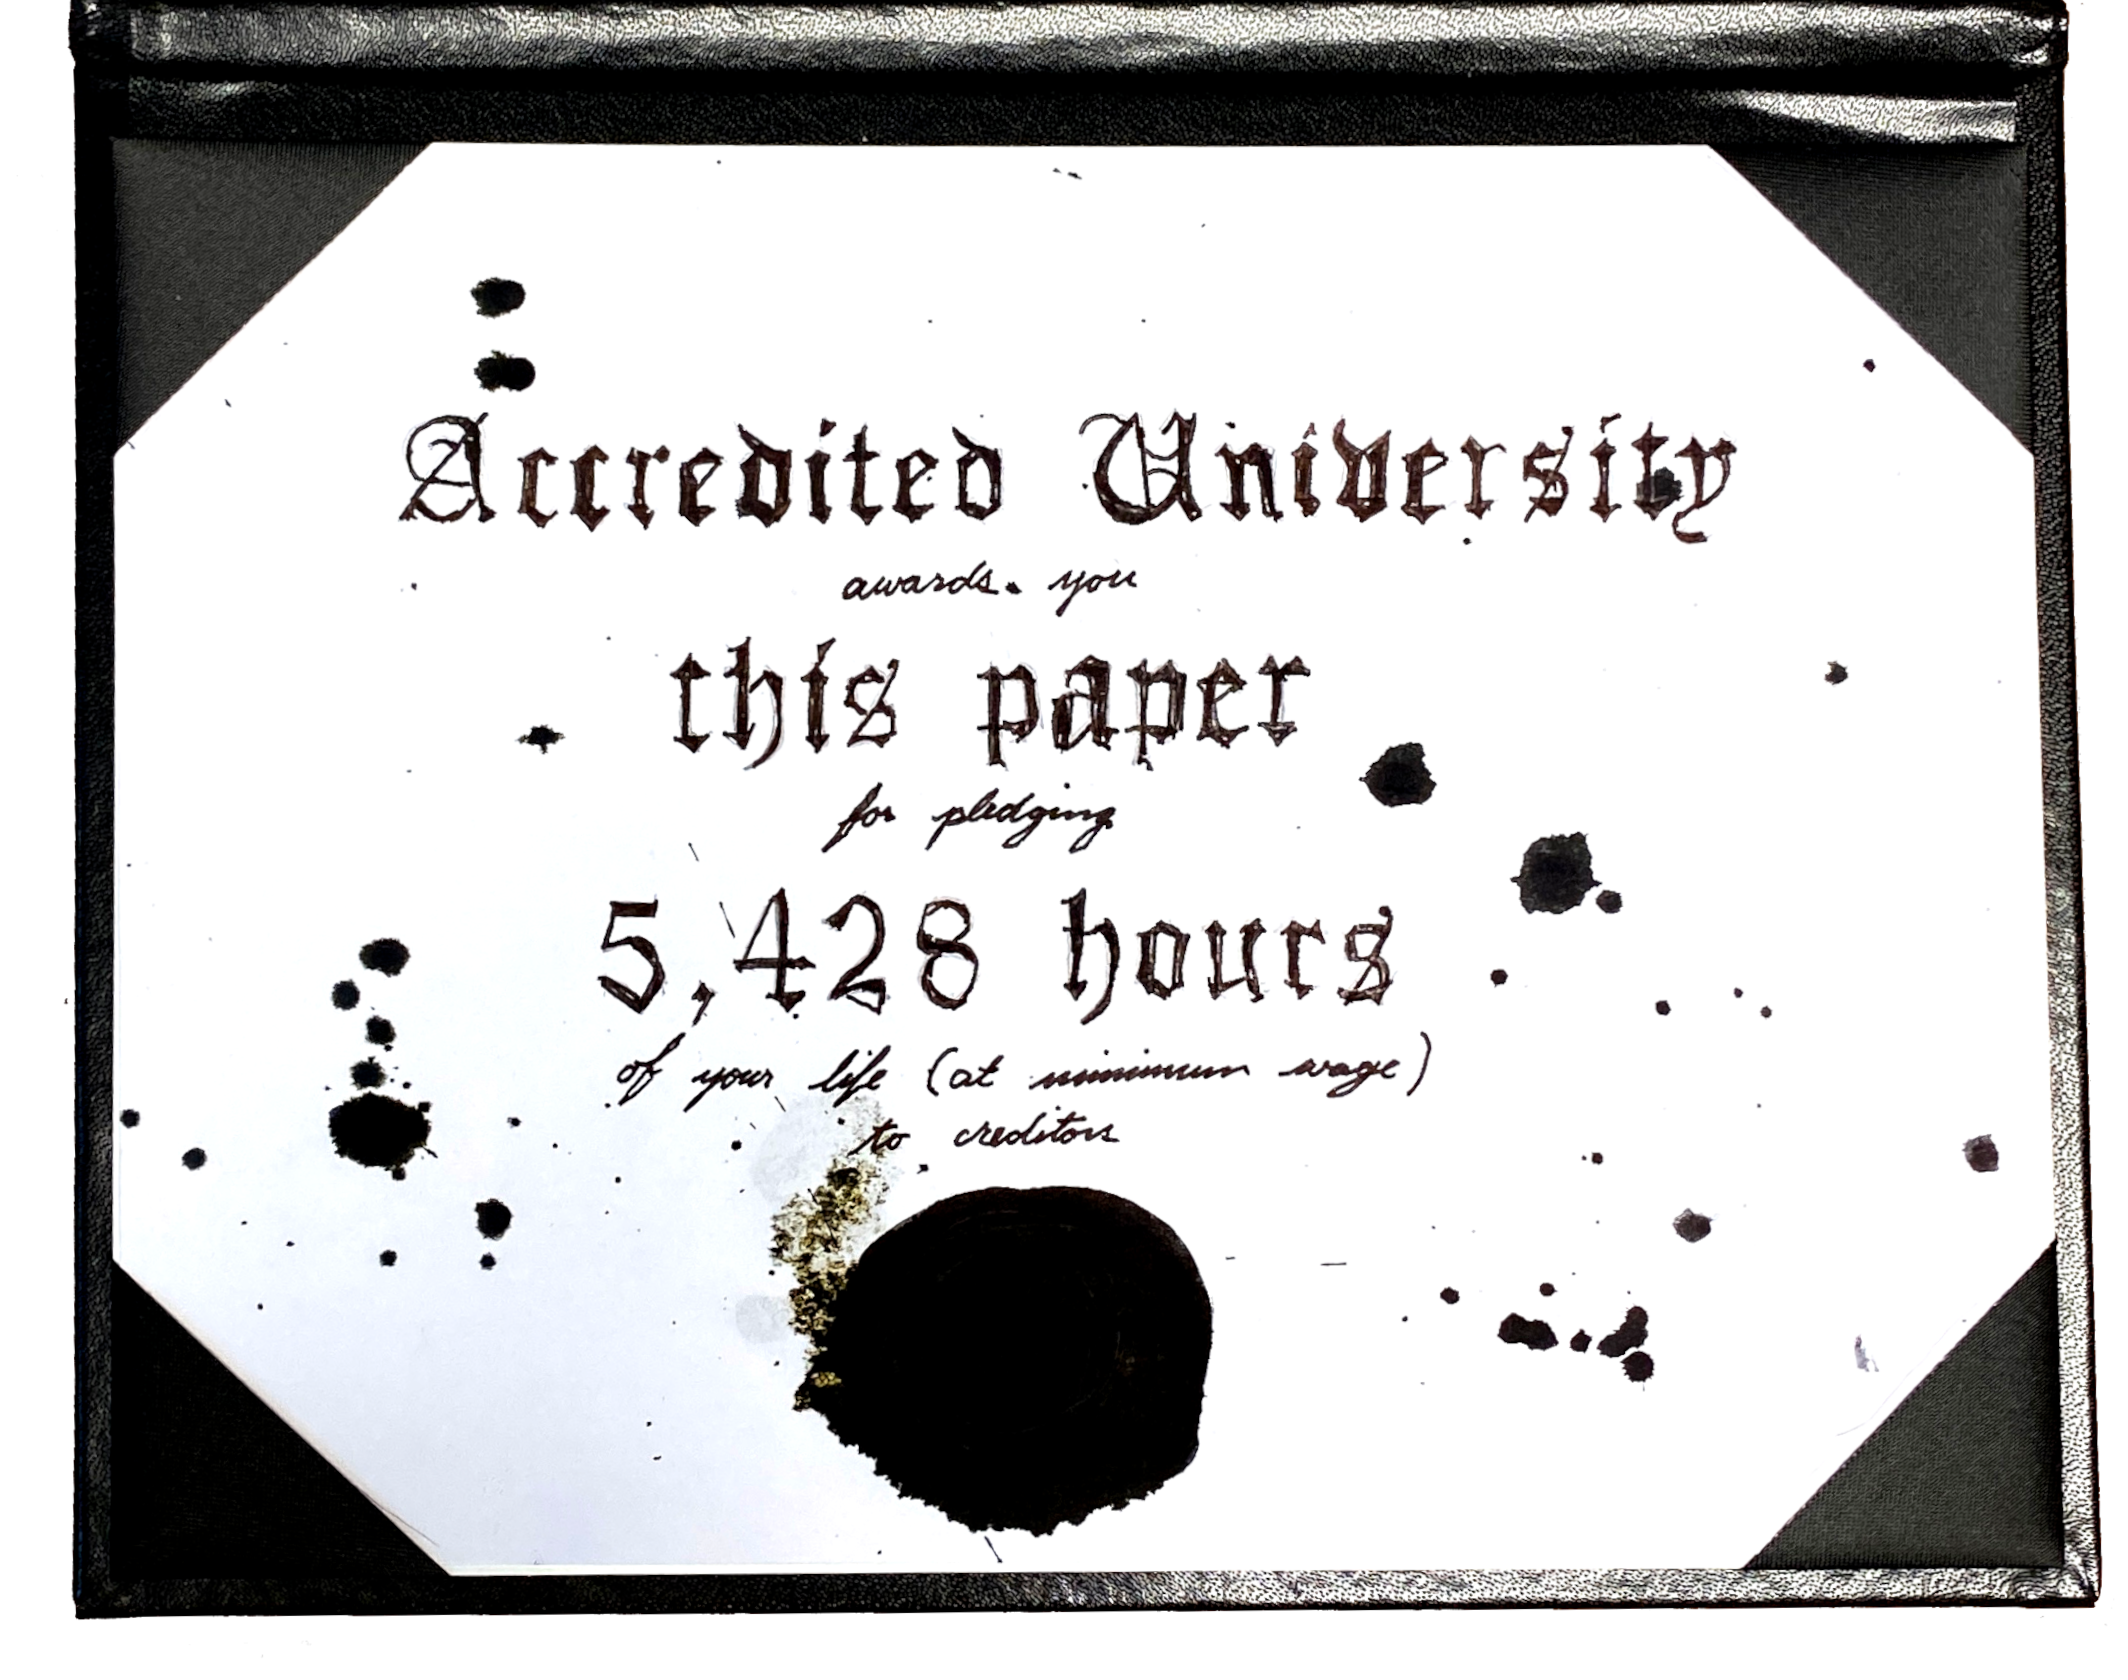 Accredited University
awards. you
this paper
for pledging
5,428 hours
of your life (at minimum wage)
to creditors